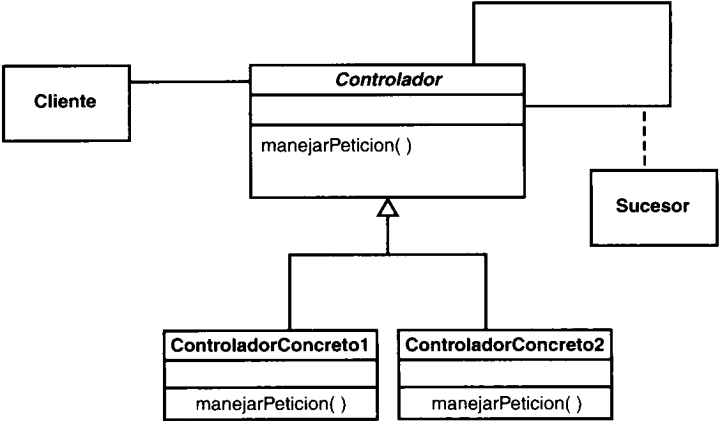 Controlador
Cliente
manejarPeticion( )
Sucesor
ControladorConcreto1
ControladorConcreto2
manejarPeticion( )
manejarPeticion( )